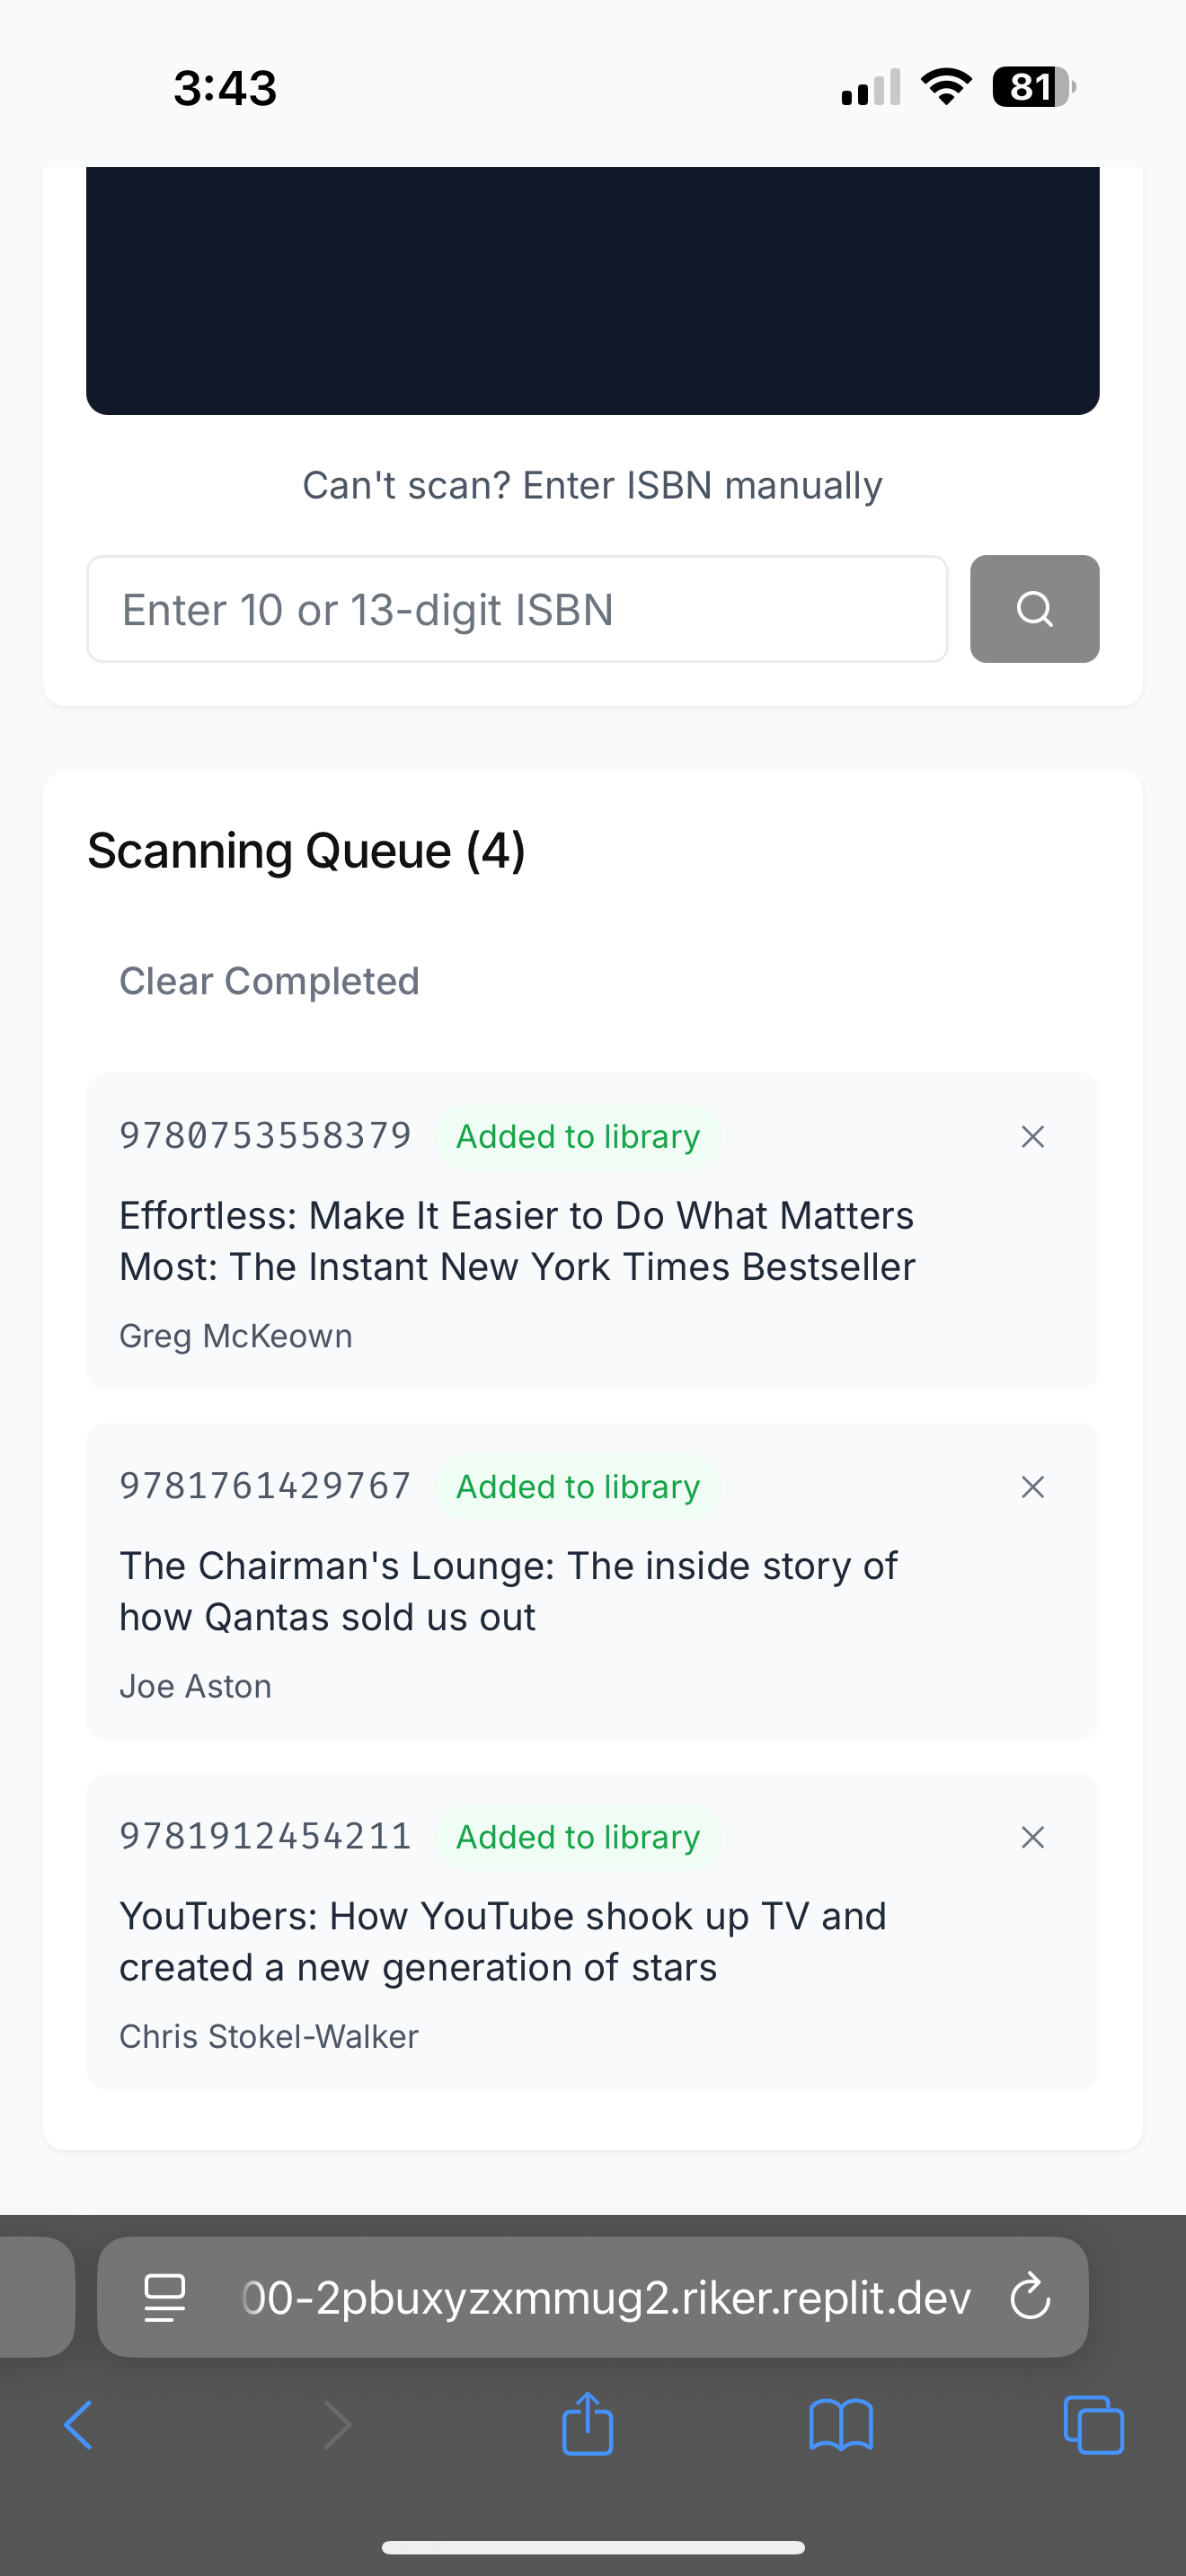 3:43
81
Can't scan? Enter ISBN manually
Enter 10 or 13-digit ISBN
Scanning Queue (4)
Clear Completed
9780753558379 Added to library
Effortless: Make It Easier to Do What Matters
Most: The Instant New York Times Bestseller
Greg McKeown
9781761429767 Added to library
The Chairman's Lounge: The inside story of
how Qantas sold us out
Joe Aston
9781912454211 Added to library
YouTubers: How YouTube shook up TV and
created a new generation of stars
Chris Stokel-Walker
00-2pbuxyzxmmug2.riker.replit.dev